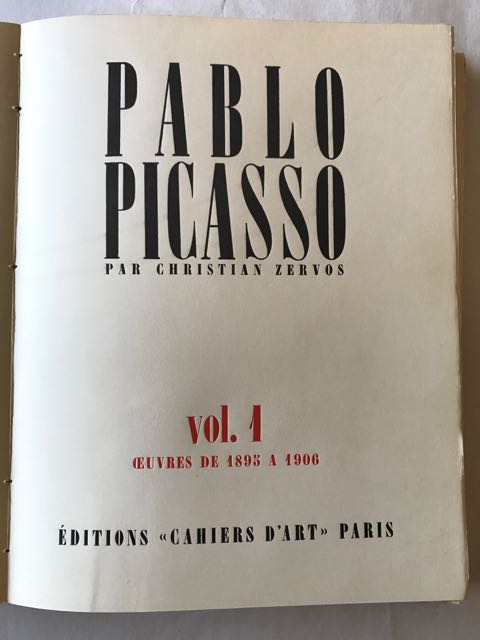 PABLO
PICASSO
PAR CHRISTIAN ZERVOS
vol. 1
ŒUVRES DE 1895 A 1906
ÉDITIONS «CAHIERS D'ART» PARIS